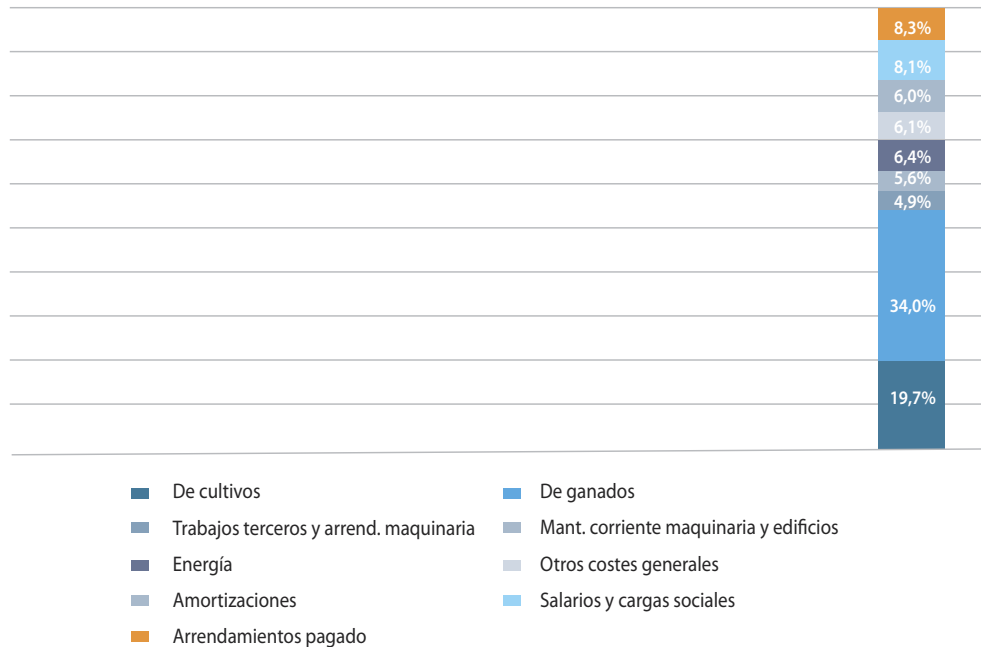 8,3%
8,1%
6,0%
6,1%
6,4%
5,6%
4,9%
34,0%
19,7%
De cultivos
De ganados
Trabajos terceros y arrend. maquinaria
Mant. corriente maquinaria y edificios
Energía
Otros costes generales
Amortizaciones
Salarios y cargas sociales
Arrendamientos pagado